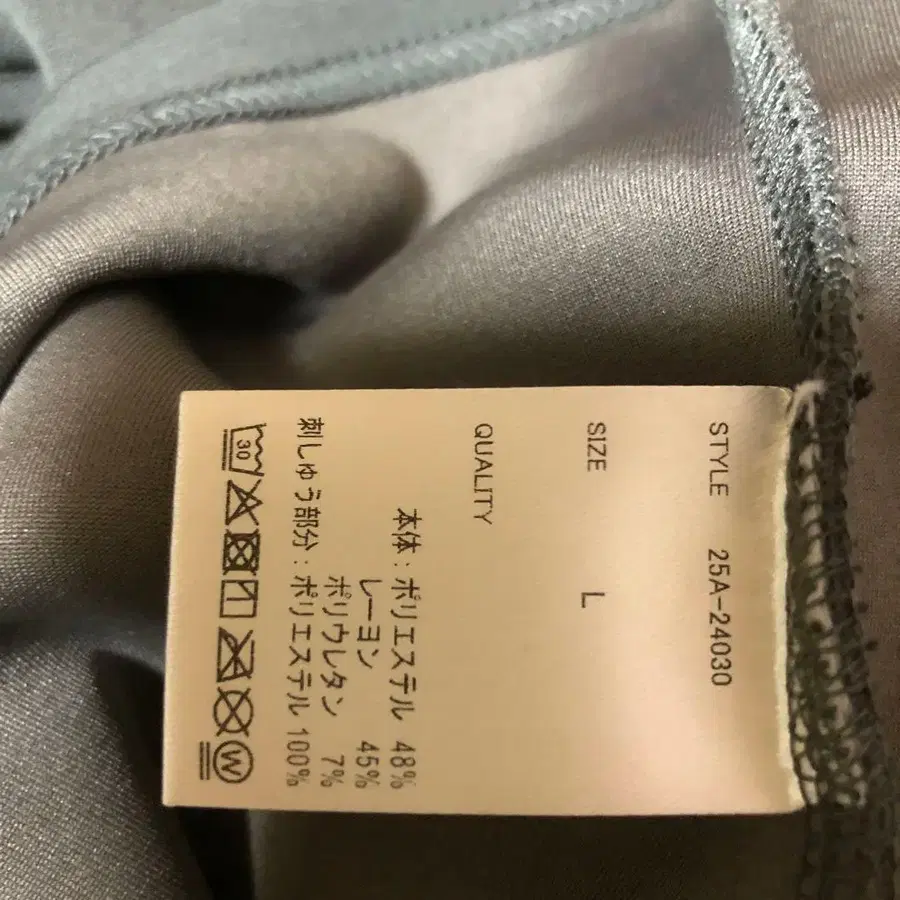 STYLE 25A-24030
SIZE L
QUALITY
本体:ポリエステル 48%
レーヨン 45%
ポリウレタン 7%
刺しゅう部分:ポリエステル 100%
30
W